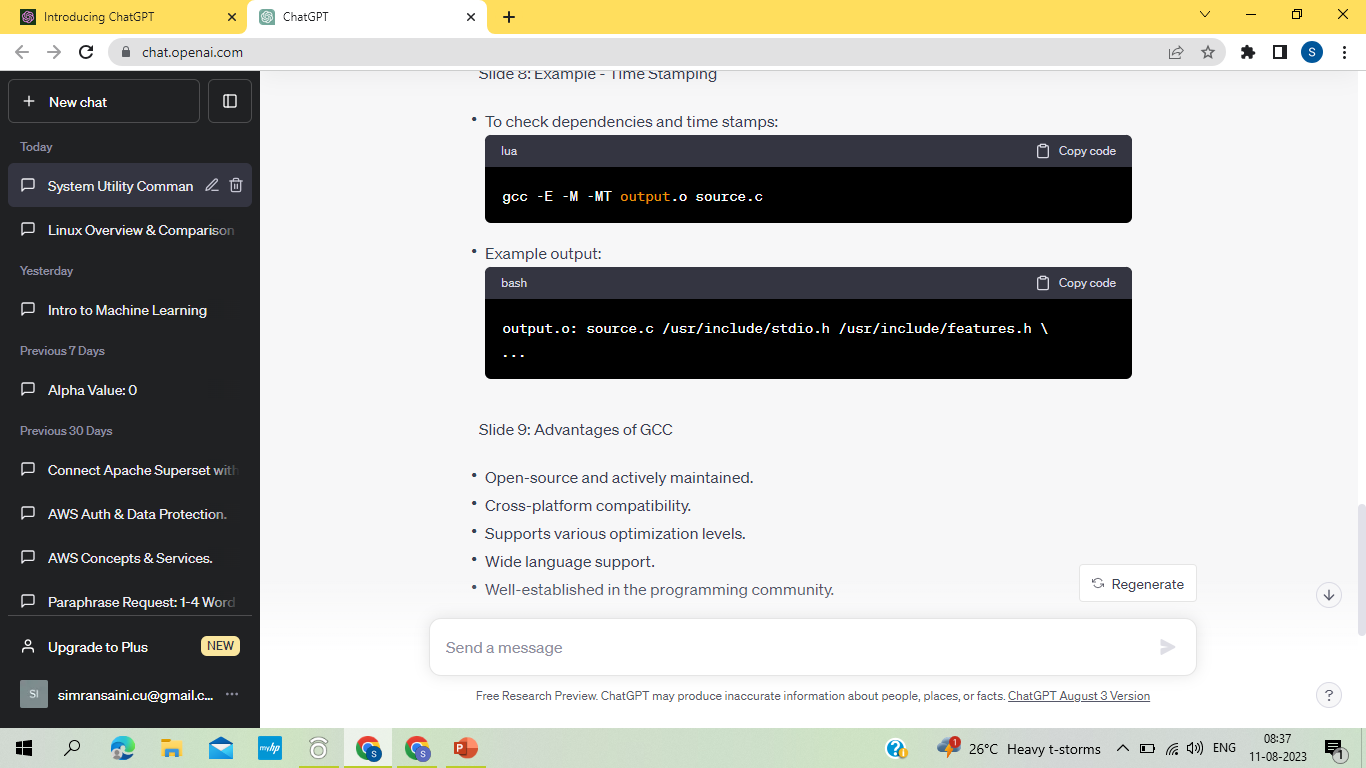 Introducing ChatGPT
ChatGPT
chat.openai.com
S
New chat
Today
System Utility Comman
Linux Overview & Comparison
Yesterday
Intro to Machine Learning
Previous 7 Days
Alpha Value: 0
Previous 30 Days
Connect Apache Superset with
AWS Auth & Data Protection.
AWS Concepts & Services.
Paraphrase Request: 1-4 Word
Upgrade to Plus NEW
SI simransaini.cu@gmail.c...
Slide 8: Example - Time Stamping
• To check dependencies and time stamps:
lua Copy code
gcc -E -M -MT output.o source.c
• Example output:
bash Copy code
output.o: source.c /usr/include/stdio.h /usr/include/features.h \
...
Slide 9: Advantages of GCC
• Open-source and actively maintained.
• Cross-platform compatibility.
• Supports various optimization levels.
• Wide language support.
• Well-established in the programming community.
Regenerate
Send a message
Free Research Preview. ChatGPT may produce inaccurate information about people, places, or facts. ChatGPT August 3 Version
?
myhp
S
S
P
?
1
26°C Heavy t-storms
ENG
08:37
11-08-2023
1